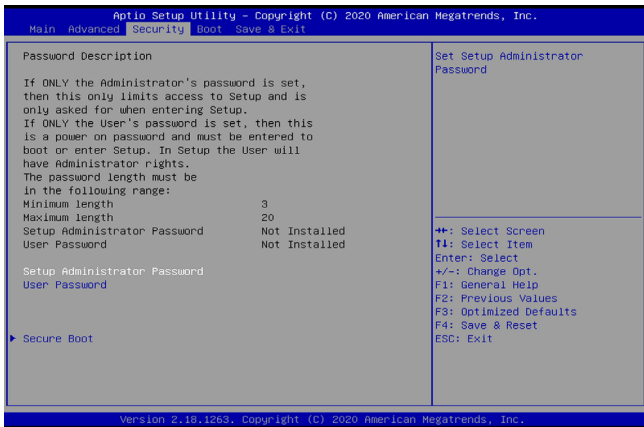 Aptio Setup Utility – Copyright (C) 2020 American Megatrends, Inc.
Main Advanced Security Boot Save & Exit
Password Description
If ONLY the Administrator's password is set,
then this only limits access to Setup and is
only asked for when entering Setup.
If ONLY the User's password is set, then this
is a power on password and must be entered to
boot or enter Setup. In Setup the User will
have Administrator rights.
The password length must be
in the following range:
Minimum length 3
Maximum length 20
Setup Administrator Password Not Installed
User Password Not Installed
Setup Administrator Password
User Password
▶ Secure Boot
Set Setup Administrator
Password
→←: Select Screen
↑↓: Select Item
Enter: Select
+/-: Change Opt.
F1: General Help
F2: Previous Values
F3: Optimized Defaults
F4: Save & Reset
ESC: Exit
Version 2.18.1263. Copyright (C) 2020 American Megatrends, Inc.